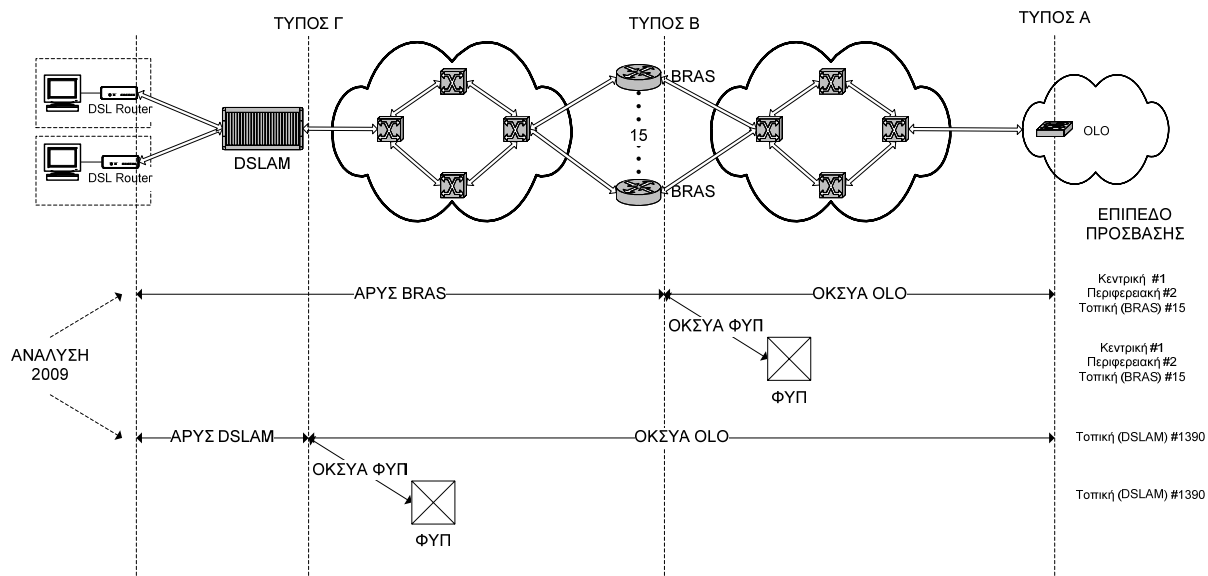 ΤΥΠΟΣ Γ
ΤΥΠΟΣ Β
ΤΥΠΟΣ Α
DSL Router
DSL Router
DSLAM
BRAS
15
BRAS
OLO
ΕΠΙΠΕΔΟ
ΠΡΟΣΒΑΣΗΣ
ΑΡΥΣ BRAS
ΟΚΣΥΑ OLO
Κεντρική #1
Περιφερειακή #2
Τοπική (BRAS) #15
ΟΚΣΥΑ ΦΥΠ
ΦΥΠ
Κεντρική #1
Περιφερειακή #2
Τοπική (BRAS) #15
ΑΝΑΛΥΣΗ
2009
ΑΡΥΣ DSLAM
ΟΚΣΥΑ OLO
Τοπική (DSLAM) #1390
ΟΚΣΥΑ ΦΥΠ
ΦΥΠ
Τοπική (DSLAM) #1390